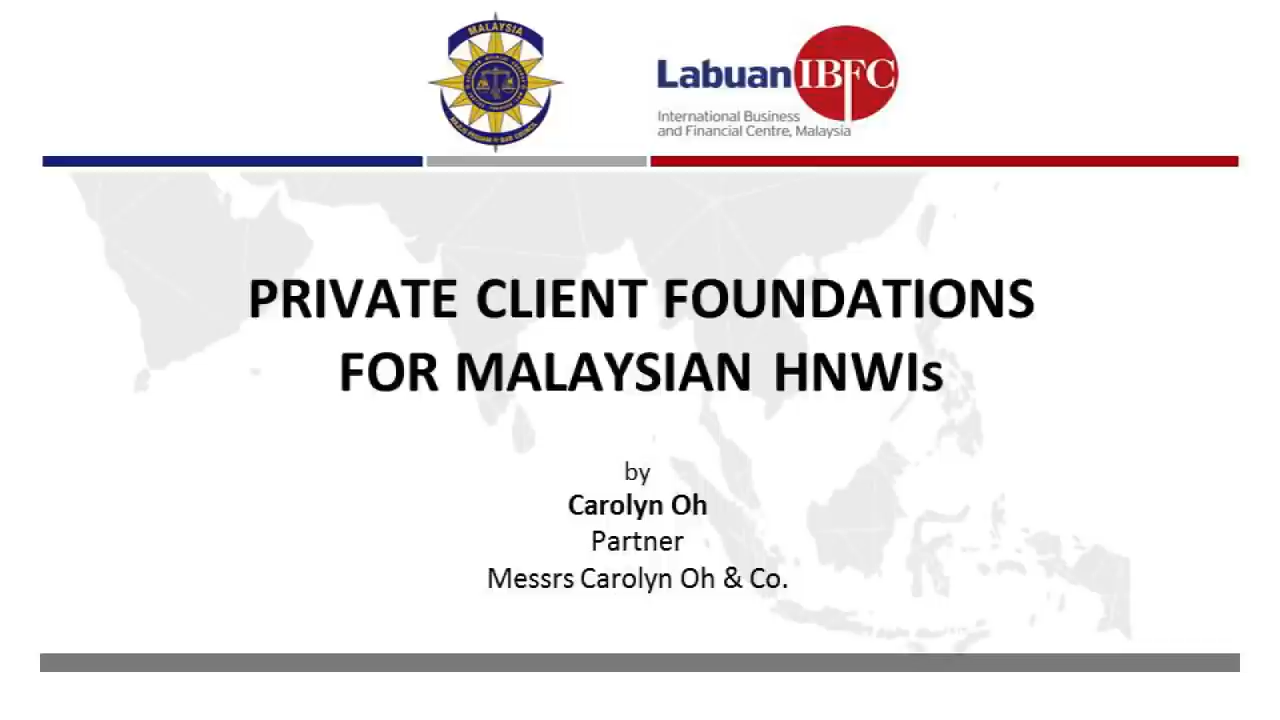 MALAYSIA
MAJLIS PEGUAM • BAR COUNCIL
Labuan IBFC
International Business
and Financial Centre, Malaysia
PRIVATE CLIENT FOUNDATIONS
FOR MALAYSIAN HNWIs
by
Carolyn Oh
Partner
Messrs Carolyn Oh & Co.